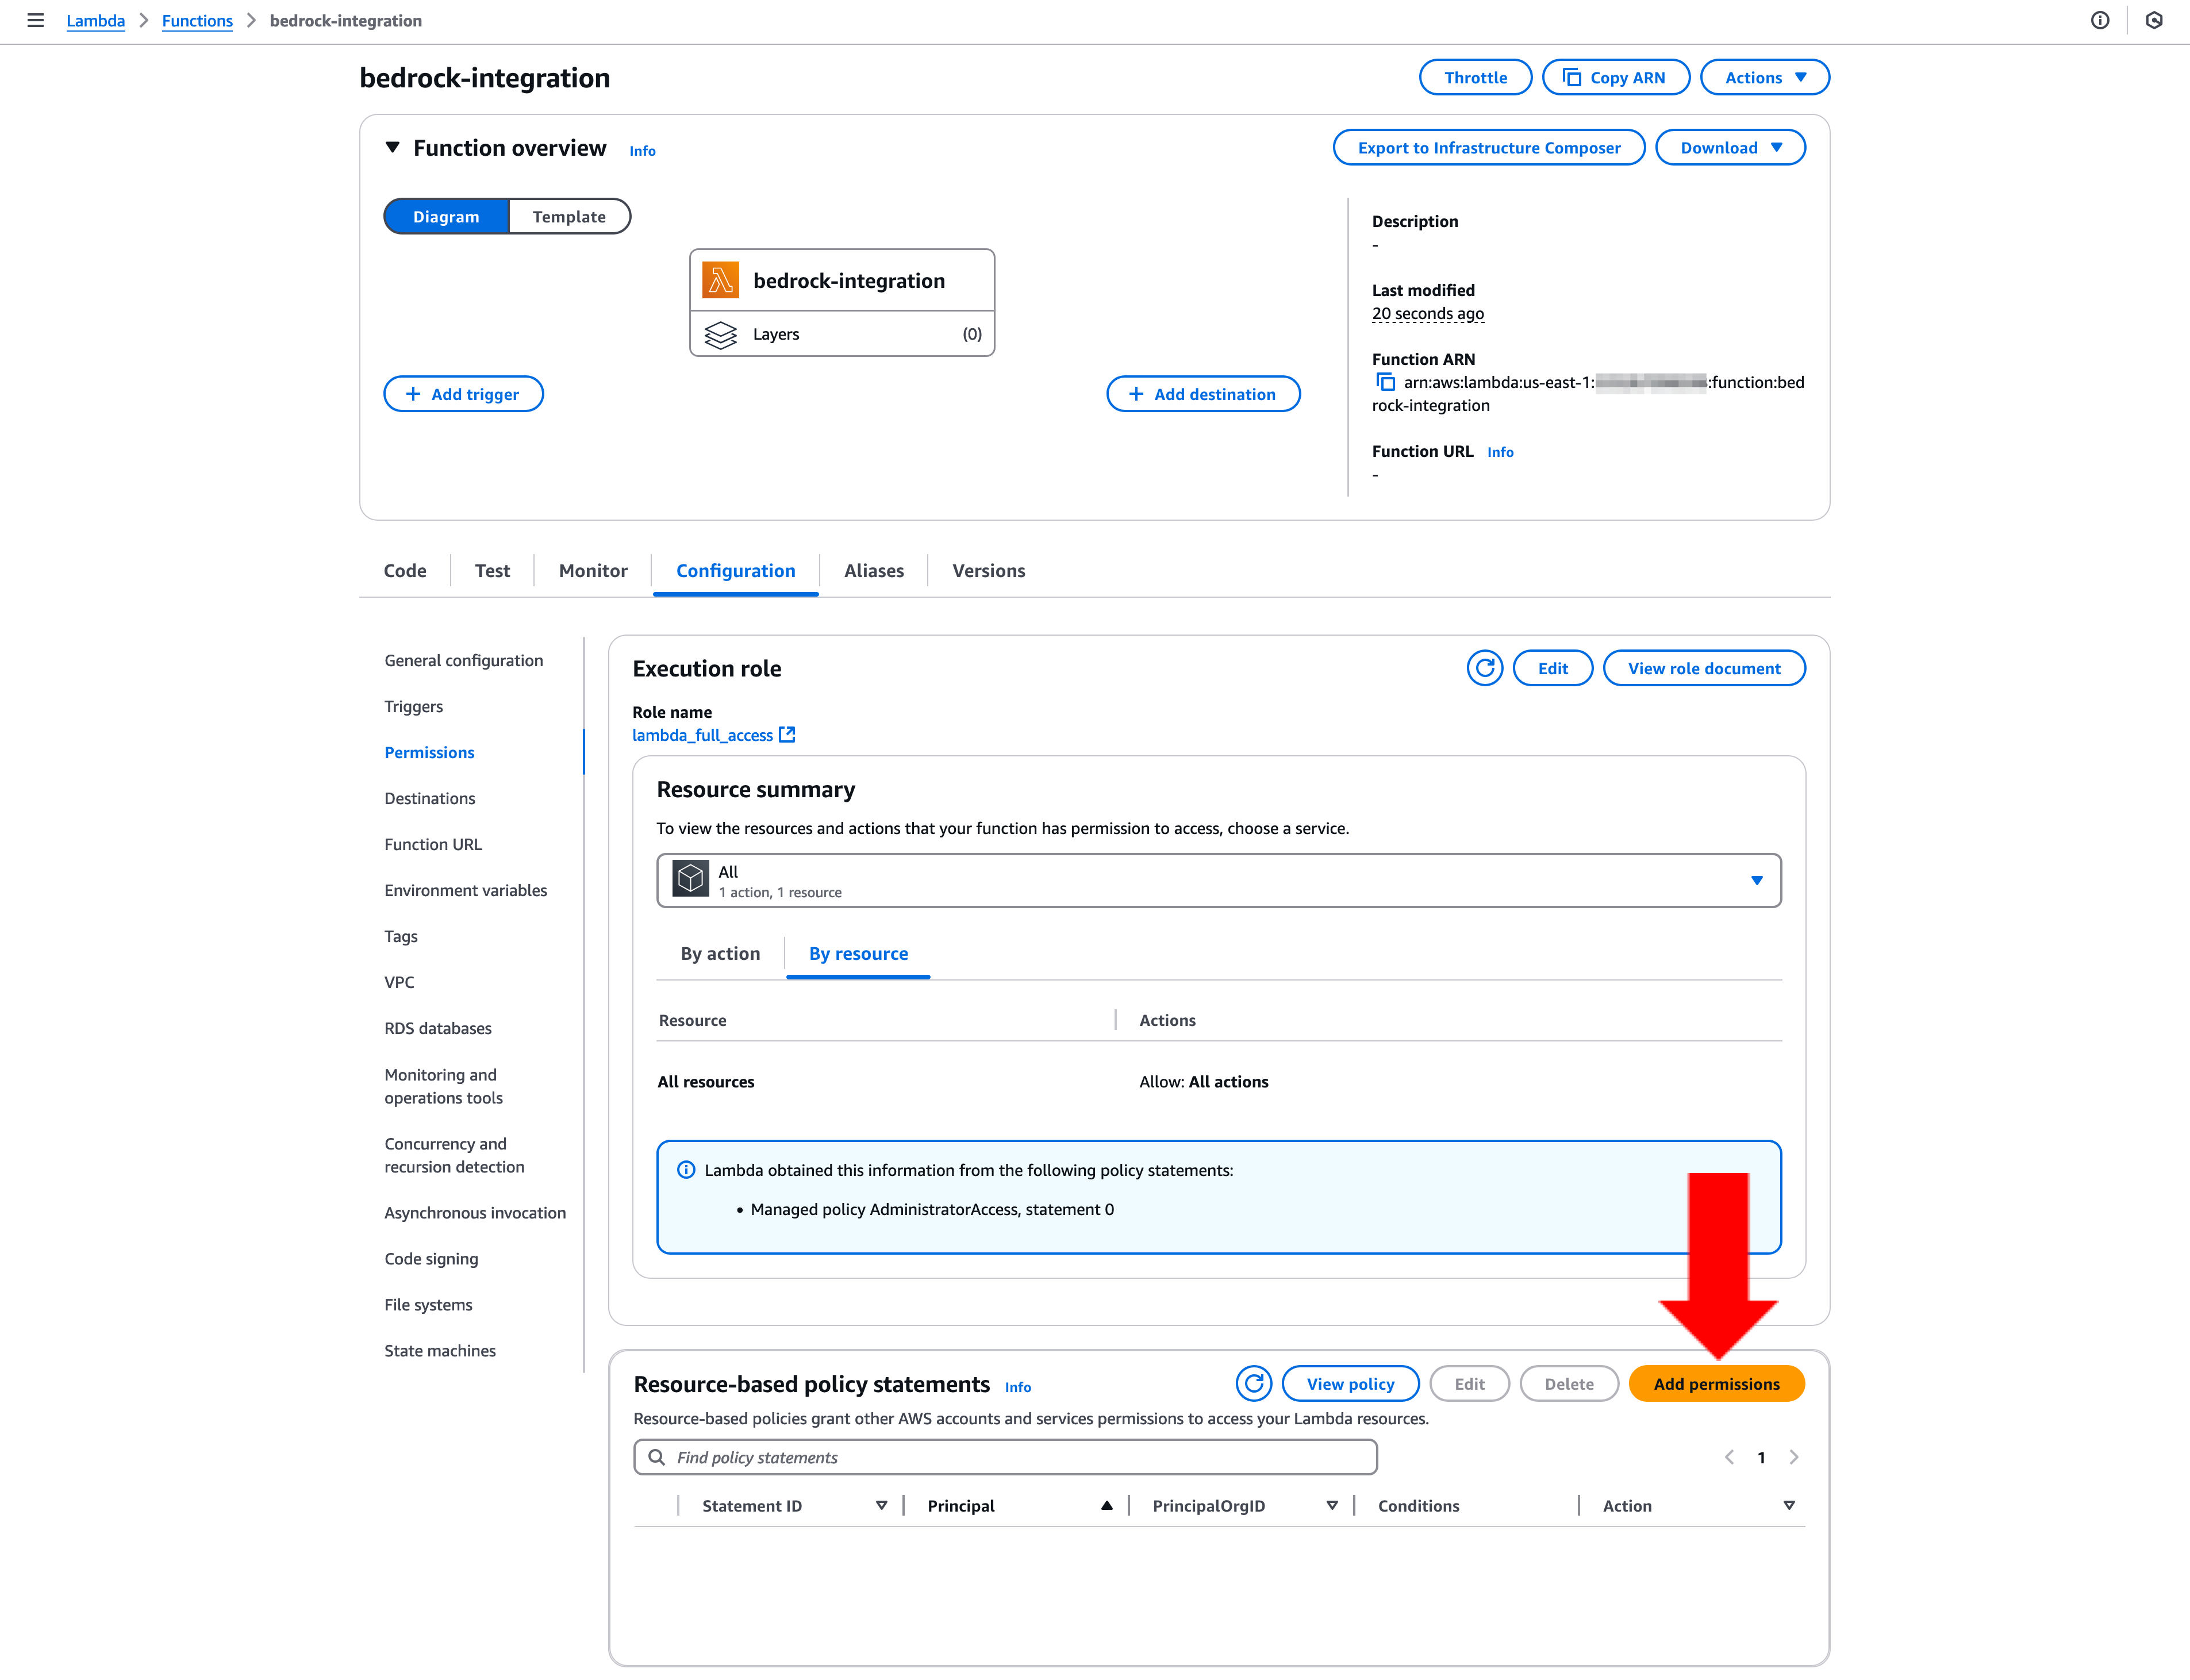 Lambda > Functions > bedrock-integration
bedrock-integration
Throttle
Copy ARN
Actions
Function overview Info
Export to Infrastructure Composer
Download
Diagram
Template
bedrock-integration
Layers (0)
+ Add trigger
+ Add destination
Description
-
Last modified
20 seconds ago
Function ARN
arn:aws:lambda:us-east-1: :function:bed
rock-integration
Function URL Info
-
Code
Test
Monitor
Configuration
Aliases
Versions
General configuration
Triggers
Permissions
Destinations
Function URL
Environment variables
Tags
VPC
RDS databases
Monitoring and
operations tools
Concurrency and
recursion detection
Asynchronous invocation
Code signing
File systems
State machines
Execution role
Edit
View role document
Role name
lambda_full_access
Resource summary
To view the resources and actions that your function has permission to access, choose a service.
All
1 action, 1 resource
By action
By resource
Resource
Actions
All resources
Allow: All actions
Lambda obtained this information from the following policy statements:
• Managed policy AdministratorAccess, statement 0
Resource-based policy statements Info
View policy
Edit
Delete
Add permissions
Resource-based policies grant other AWS accounts and services permissions to access your Lambda resources.
Find policy statements
1
Statement ID
Principal
PrincipalOrgID
Conditions
Action